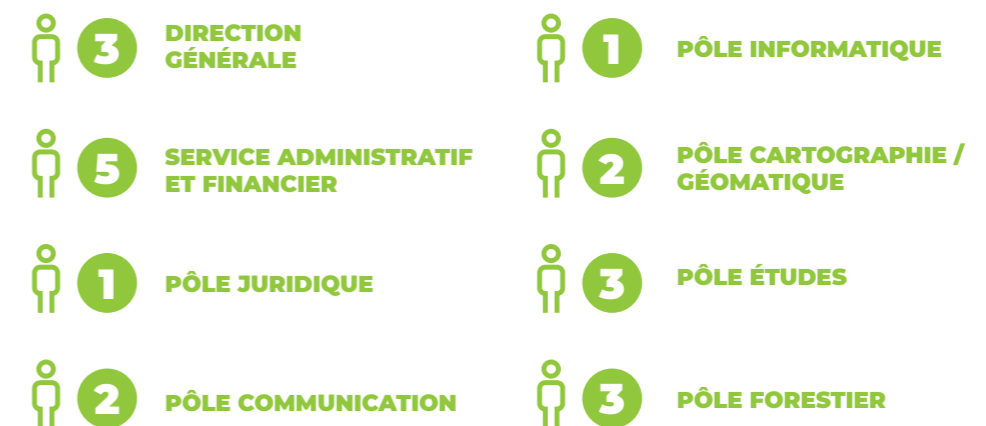 3
DIRECTION
GÉNÉRALE
5
SERVICE ADMINISTRATIF
ET FINANCIER
1
PÔLE JURIDIQUE
2
PÔLE COMMUNICATION
1
PÔLE INFORMATIQUE
2
PÔLE CARTOGRAPHIE /
GÉOMATIQUE
3
PÔLE ÉTUDES
3
PÔLE FORESTIER